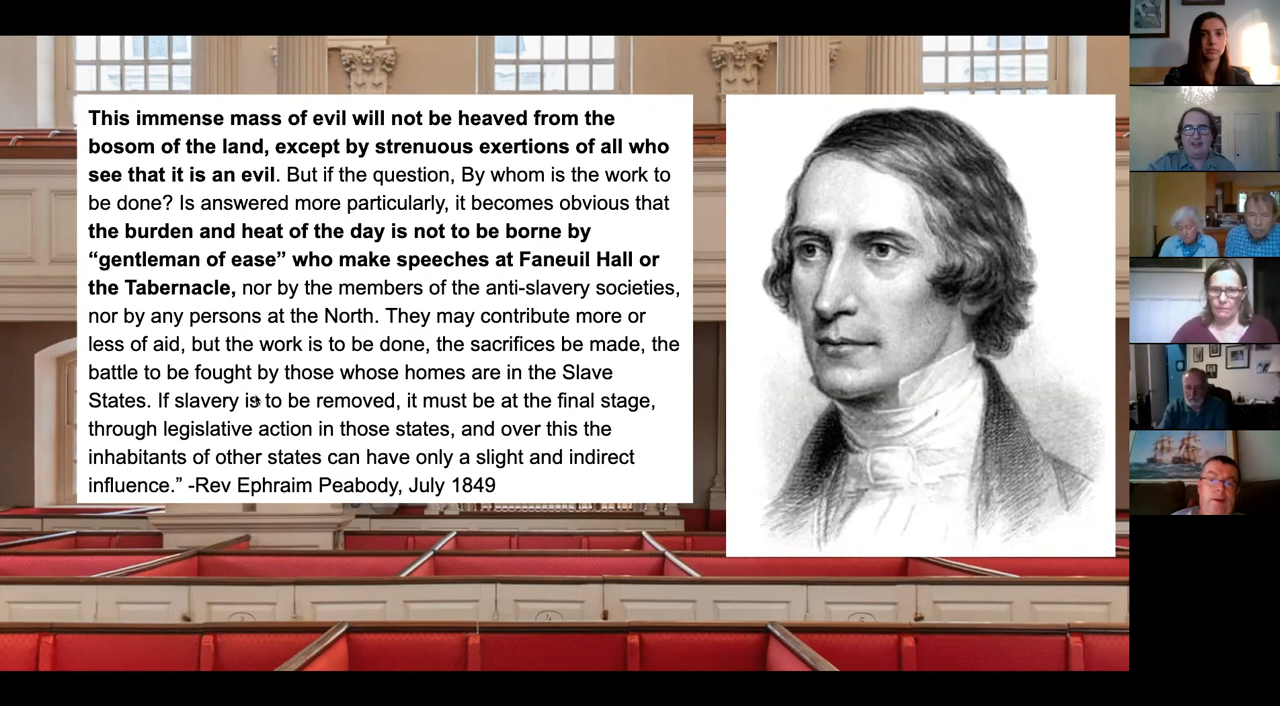 This immense mass of evil will not be heaved from the
bosom of the land, except by strenuous exertions of all who
see that it is an evil. But if the question, By whom is the work to
be done? Is answered more particularly, it becomes obvious that
the burden and heat of the day is not to be borne by
“gentleman of ease” who make speeches at Faneuil Hall or
the Tabernacle, nor by the members of the anti-slavery societies,
nor by any persons at the North. They may contribute more or
less of aid, but the work is to be done, the sacrifices be made, the
battle to be fought by those whose homes are in the Slave
States. If slavery is to be removed, it must be at the final stage,
through legislative action in those states, and over this the
inhabitants of other states can have only a slight and indirect
influence.” -Rev Ephraim Peabody, July 1849